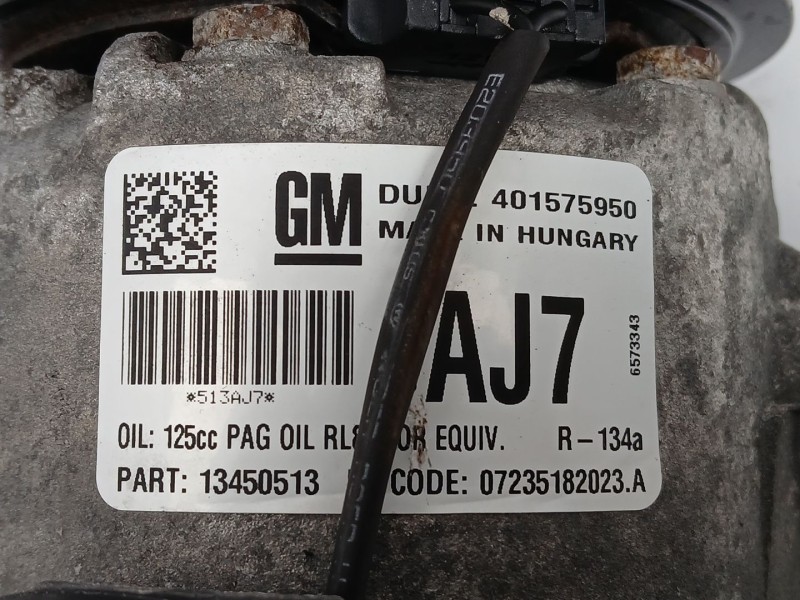 GM
401575950
IN HUNGARY
AJ7
6573343
*513AJ7*
OIL: 125cc PAG OIL EQUIV. R-134a
PART: 13450513 CODE: 07235182023.A